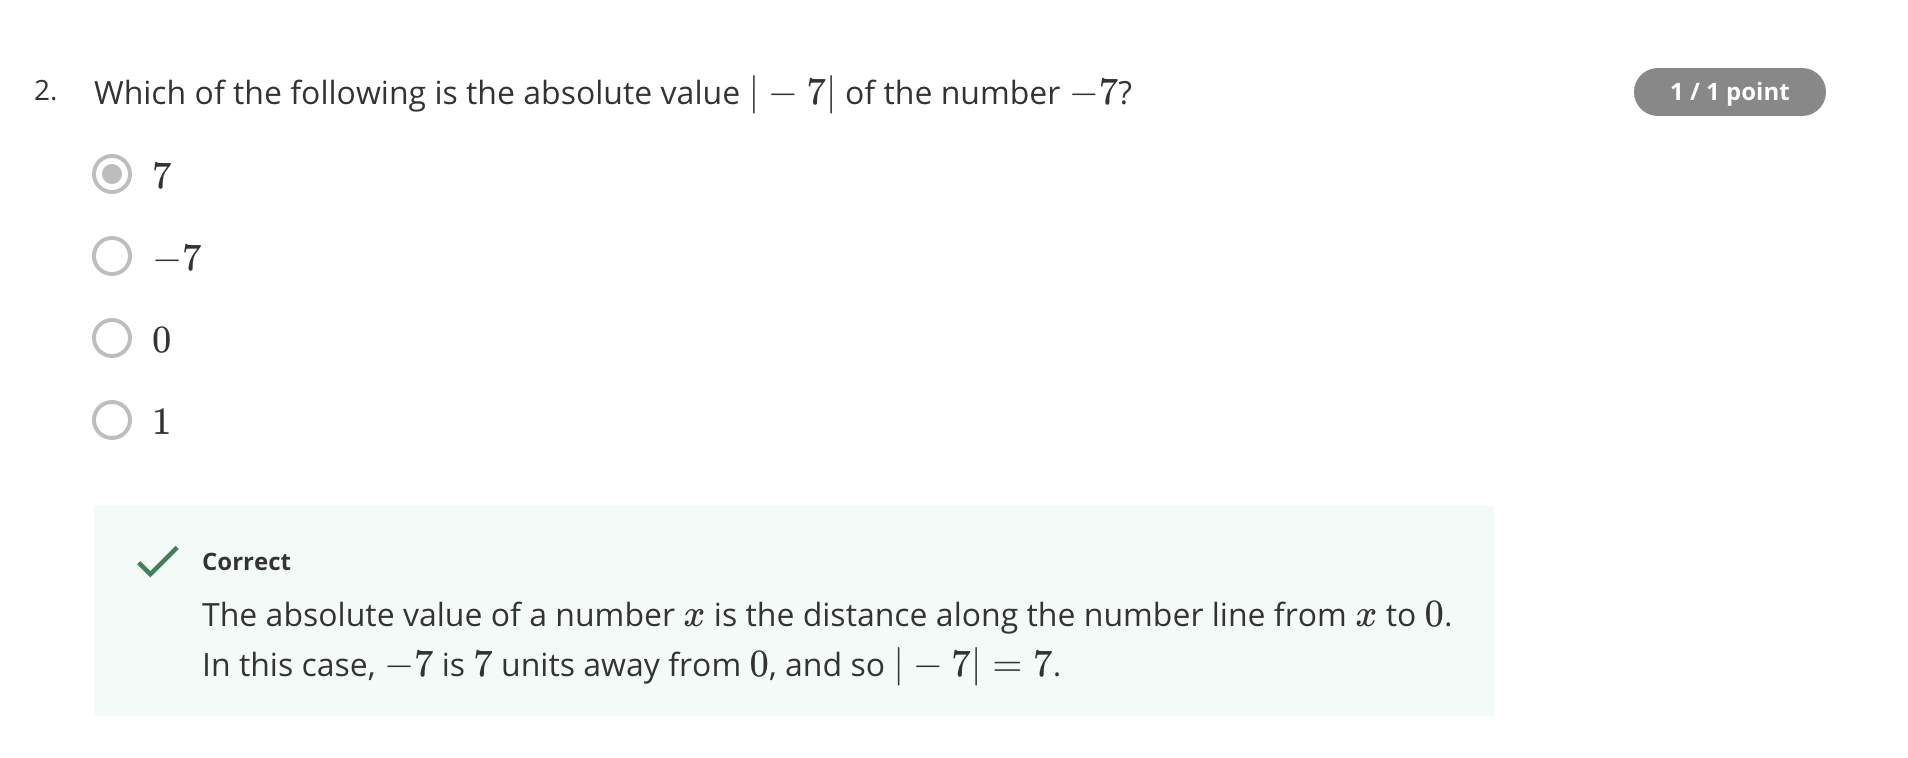 2. Which of the following is the absolute value | − 7| of the number −7?
1 / 1 point
7
−7
0
1
Correct
The absolute value of a number x is the distance along the number line from x to 0.
In this case, −7 is 7 units away from 0, and so | − 7| = 7.